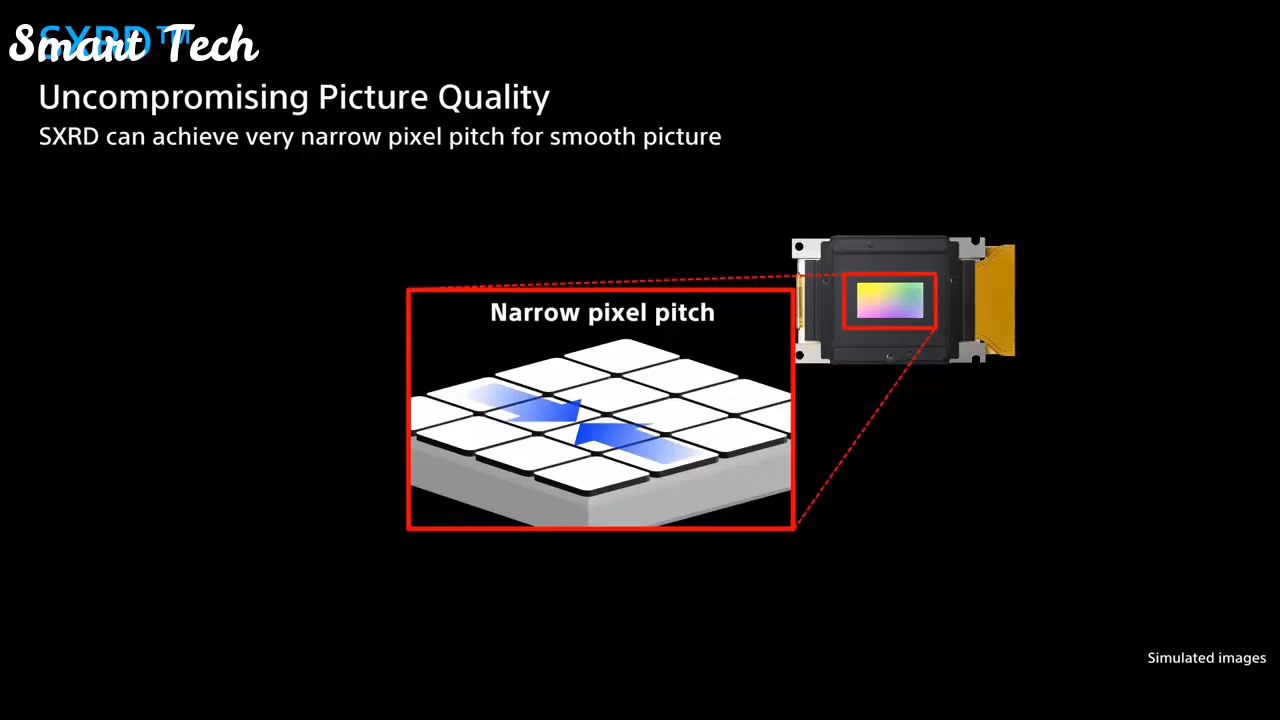 SXRD™
Smart Tech
Uncompromising Picture Quality
SXRD can achieve very narrow pixel pitch for smooth picture
Narrow pixel pitch
Simulated images